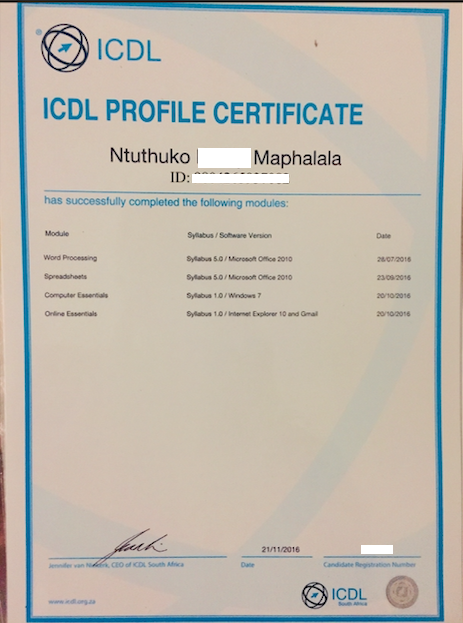 ICDL
ICDL PROFILE CERTIFICATE
Ntuthuko Maphalala
ID:
has successfully completed the following modules:
Module Syllabus / Software Version Date
Word Processing Syllabus 5.0 / Microsoft Office 2010 28/07/2016
Spreadsheets Syllabus 5.0 / Microsoft Office 2010 23/09/2016
Computer Essentials Syllabus 1.0 / Windows 7 20/10/2016
Online Essentials Syllabus 1.0 / Internet Explorer 10 and Gmail 20/10/2016
21/11/2016
Jennifer van Niekerk, CEO of ICDL South Africa Date Candidate Registration Number
www.icdl.org.za
ICDL
South Africa